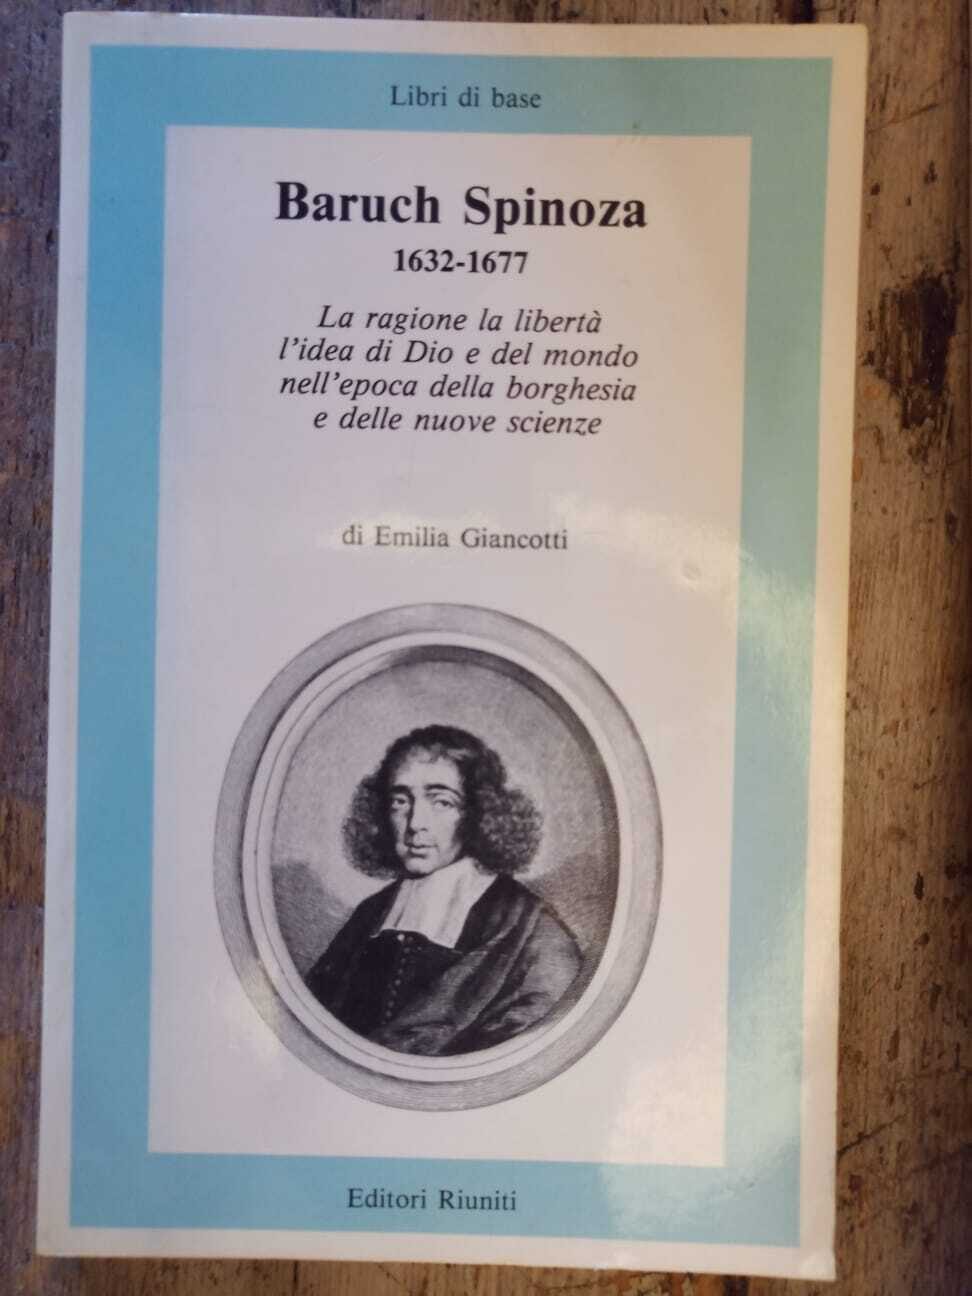 Libri di base
Baruch Spinoza
1632-1677
La ragione la libertà
l'idea di Dio e del mondo
nell'epoca della borghesia
e delle nuove scienze
di Emilia Giancotti
Editori Riuniti